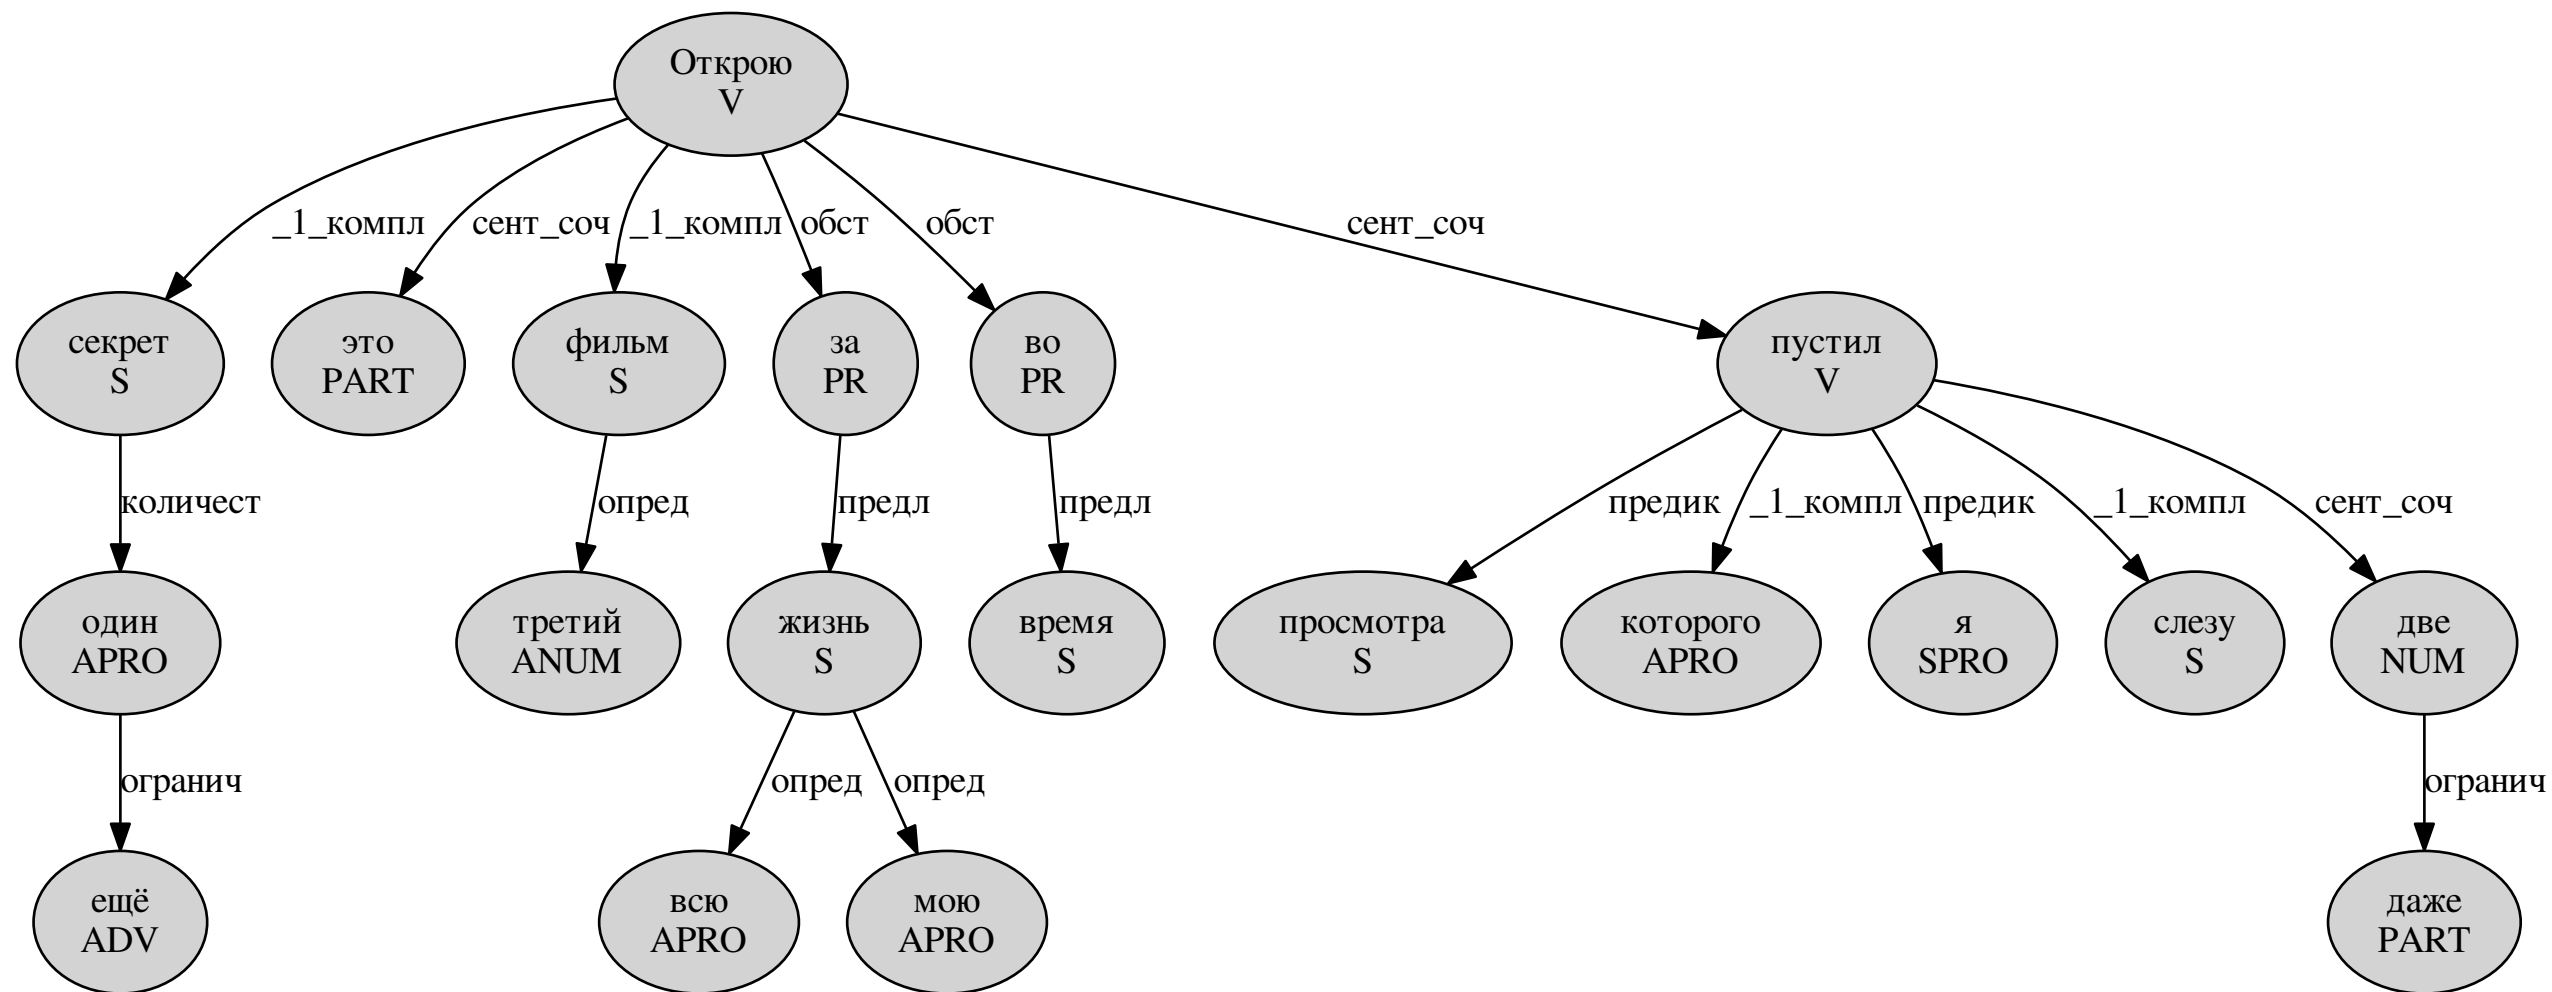 Открою
V
_1_компл
сент_соч
_1_компл
обст
обст
сент_соч
секрет
S
это
PART
фильм
S
за
PR
во
PR
пустил
V
количест
опред
предл
предл
предик
_1_компл
предик
_1_компл
сент_соч
один
APRO
третий
ANUM
жизнь
S
время
S
просмотра
S
которого
APRO
я
SPRO
слезу
S
две
NUM
огранич
опред
опред
огранич
ещё
ADV
всю
APRO
мою
APRO
даже
PART